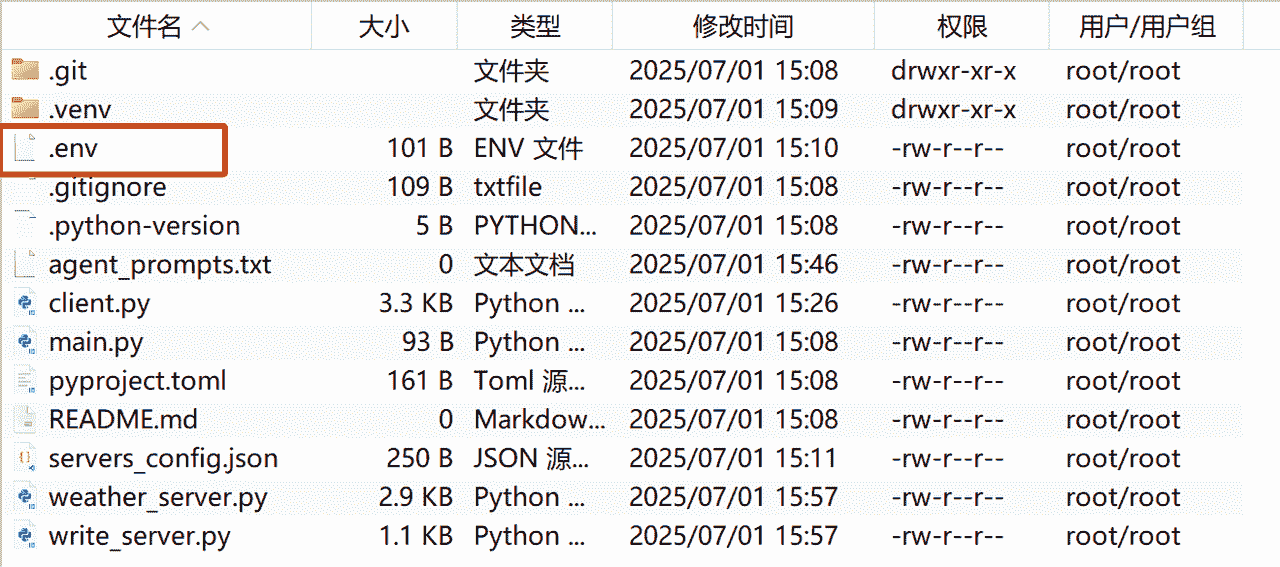 文件名 大小 类型 修改时间 权限 用户/用户组
.git 文件夹 2025/07/01 15:08 drwxr-xr-x root/root
.venv 文件夹 2025/07/01 15:09 drwxr-xr-x root/root
.env 101 B ENV 文件 2025/07/01 15:10 -rw-r--r-- root/root
.gitignore 109 B txtfile 2025/07/01 15:08 -rw-r--r-- root/root
.python-version 5 B PYTHON... 2025/07/01 15:08 -rw-r--r-- root/root
agent_prompts.txt 0 文本文档 2025/07/01 15:46 -rw-r--r-- root/root
client.py 3.3 KB Python ... 2025/07/01 15:26 -rw-r--r-- root/root
main.py 93 B Python ... 2025/07/01 15:08 -rw-r--r-- root/root
pyproject.toml 161 B Toml 源... 2025/07/01 15:08 -rw-r--r-- root/root
README.md 0 Markdow... 2025/07/01 15:08 -rw-r--r-- root/root
servers_config.json 250 B JSON 源... 2025/07/01 15:11 -rw-r--r-- root/root
weather_server.py 2.9 KB Python ... 2025/07/01 15:57 -rw-r--r-- root/root
write_server.py 1.1 KB Python ... 2025/07/01 15:57 -rw-r--r-- root/root